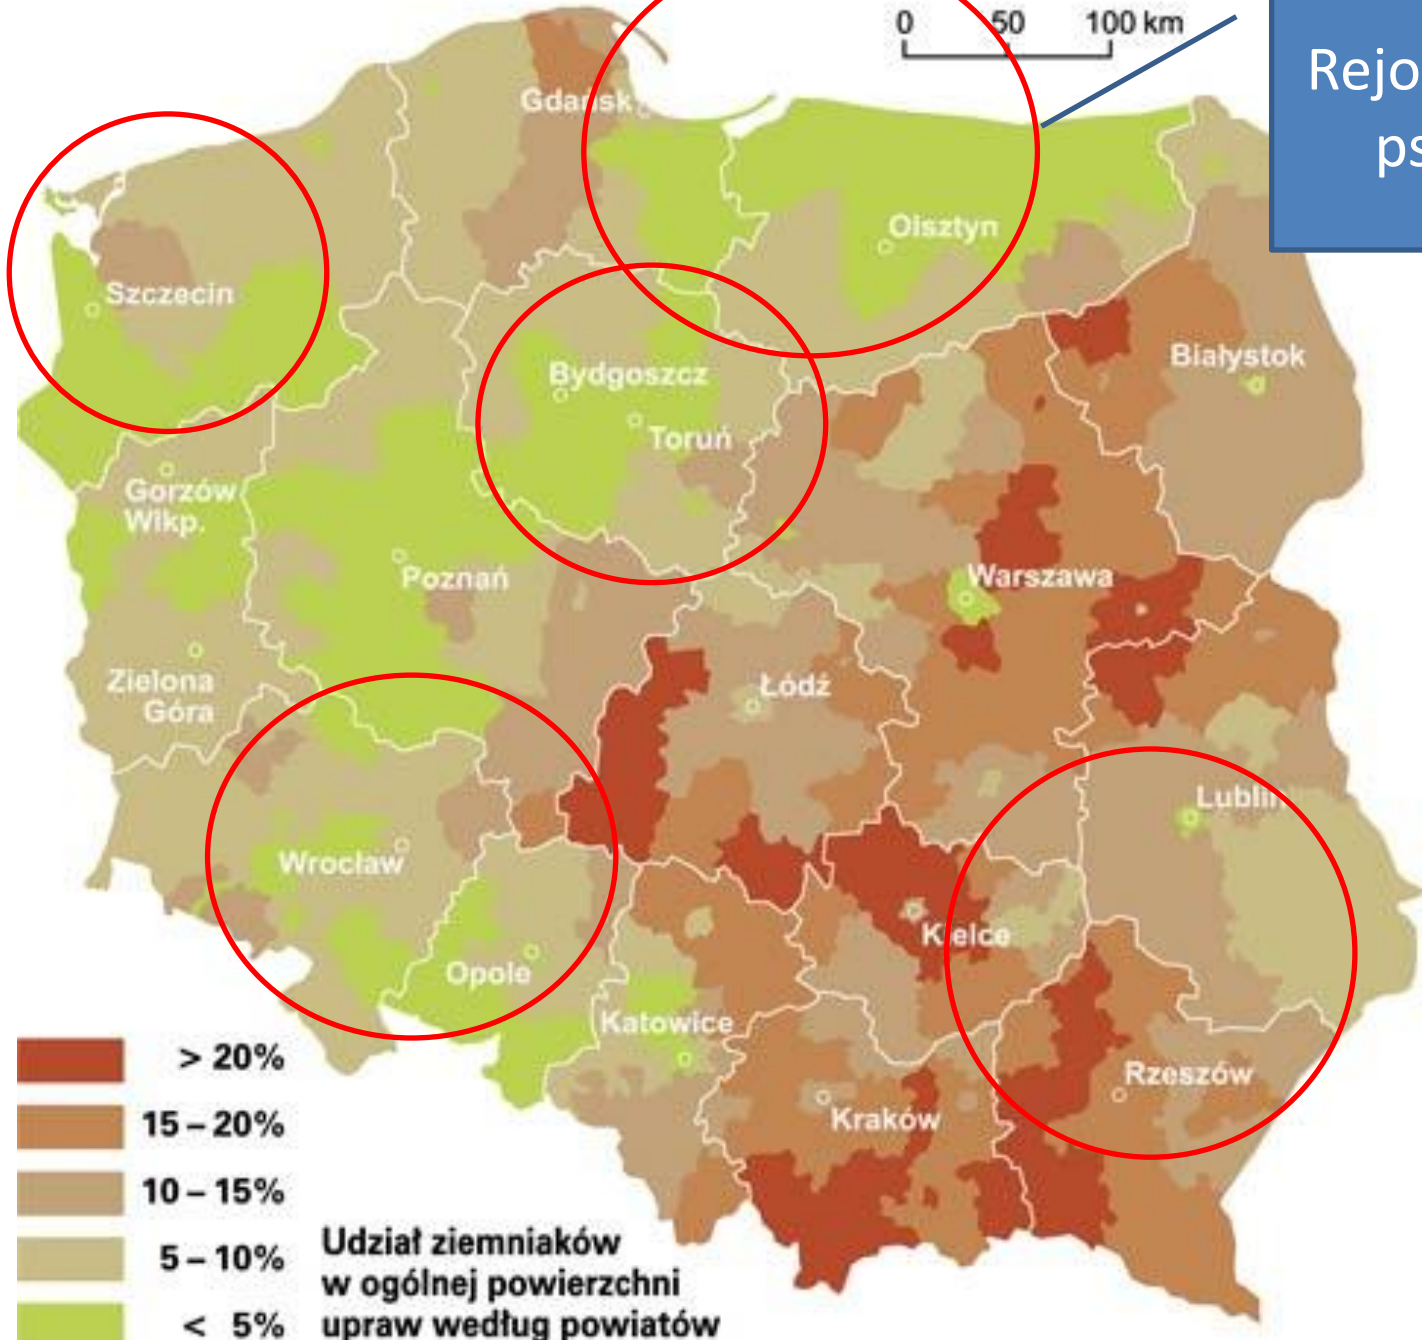 0 50 100 km
Rejo
ps
Gdańsk
Olsztyn
Szczecin
Białystok
Bydgoszcz
Toruń
Gorzów
Wlkp.
Poznań
Warszawa
Zielona
Góra
Łódź
Lublin
Wrocław
Kielce
Opole
Katowice
Rzeszów
Kraków
> 20%
15 – 20%
10 – 15%
5 – 10%
< 5%
Udział ziemniaków
w ogólnej powierzchni
upraw według powiatów